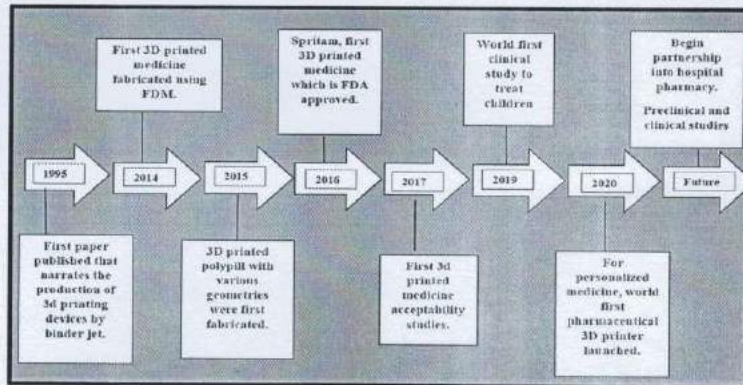 First 3D printed
medicine
fabricated using
FDM.
Spritam, first
3D printed
medicine
which is FDA
approved.
World first
clinical
study to
treat
children
Begin
partnership
into hospital
pharmacy.
Preclinical and
clinical studies
1995
2014
2015
2016
2017
2019
2020
Future
First paper
published that
narrates the
production of
3d printing
devices by
binder jet.
3D printed
polypill with
various
geometries
were first
fabricated.
First 3d
printed
medicine
acceptability
studies.
For
personalized
medicine, world
first
pharmaceutical
3D printer
launched.